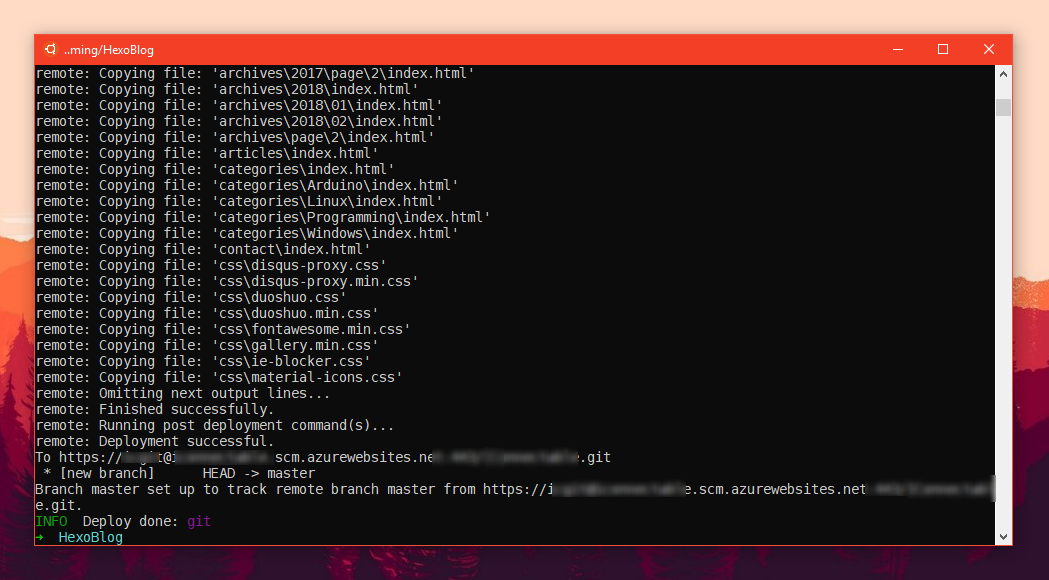 ..ming/HexoBlog
remote: Copying file: 'archives\2017\page\2\index.html'
remote: Copying file: 'archives\2018\index.html'
remote: Copying file: 'archives\2018\01\index.html'
remote: Copying file: 'archives\2018\02\index.html'
remote: Copying file: 'archives\page\2\index.html'
remote: Copying file: 'articles\index.html'
remote: Copying file: 'categories\index.html'
remote: Copying file: 'categories\Arduino\index.html'
remote: Copying file: 'categories\Linux\index.html'
remote: Copying file: 'categories\Programming\index.html'
remote: Copying file: 'categories\Windows\index.html'
remote: Copying file: 'contact\index.html'
remote: Copying file: 'css\disqus-proxy.css'
remote: Copying file: 'css\disqus-proxy.min.css'
remote: Copying file: 'css\duoshuo.css'
remote: Copying file: 'css\duoshuo.min.css'
remote: Copying file: 'css\fontawesome.min.css'
remote: Copying file: 'css\gallery.min.css'
remote: Copying file: 'css\ie-blocker.css'
remote: Copying file: 'css\material-icons.css'
remote: Omitting next output lines...
remote: Finished successfully.
remote: Running post deployment command(s)...
remote: Deployment successful.
To https:// .scm.azurewebsites.ne .git
 * [new branch]      HEAD -> master
Branch master set up to track remote branch master from https:// .scm.azurewebsites.net
e.git.
INFO  Deploy done: git
➜  HexoBlog